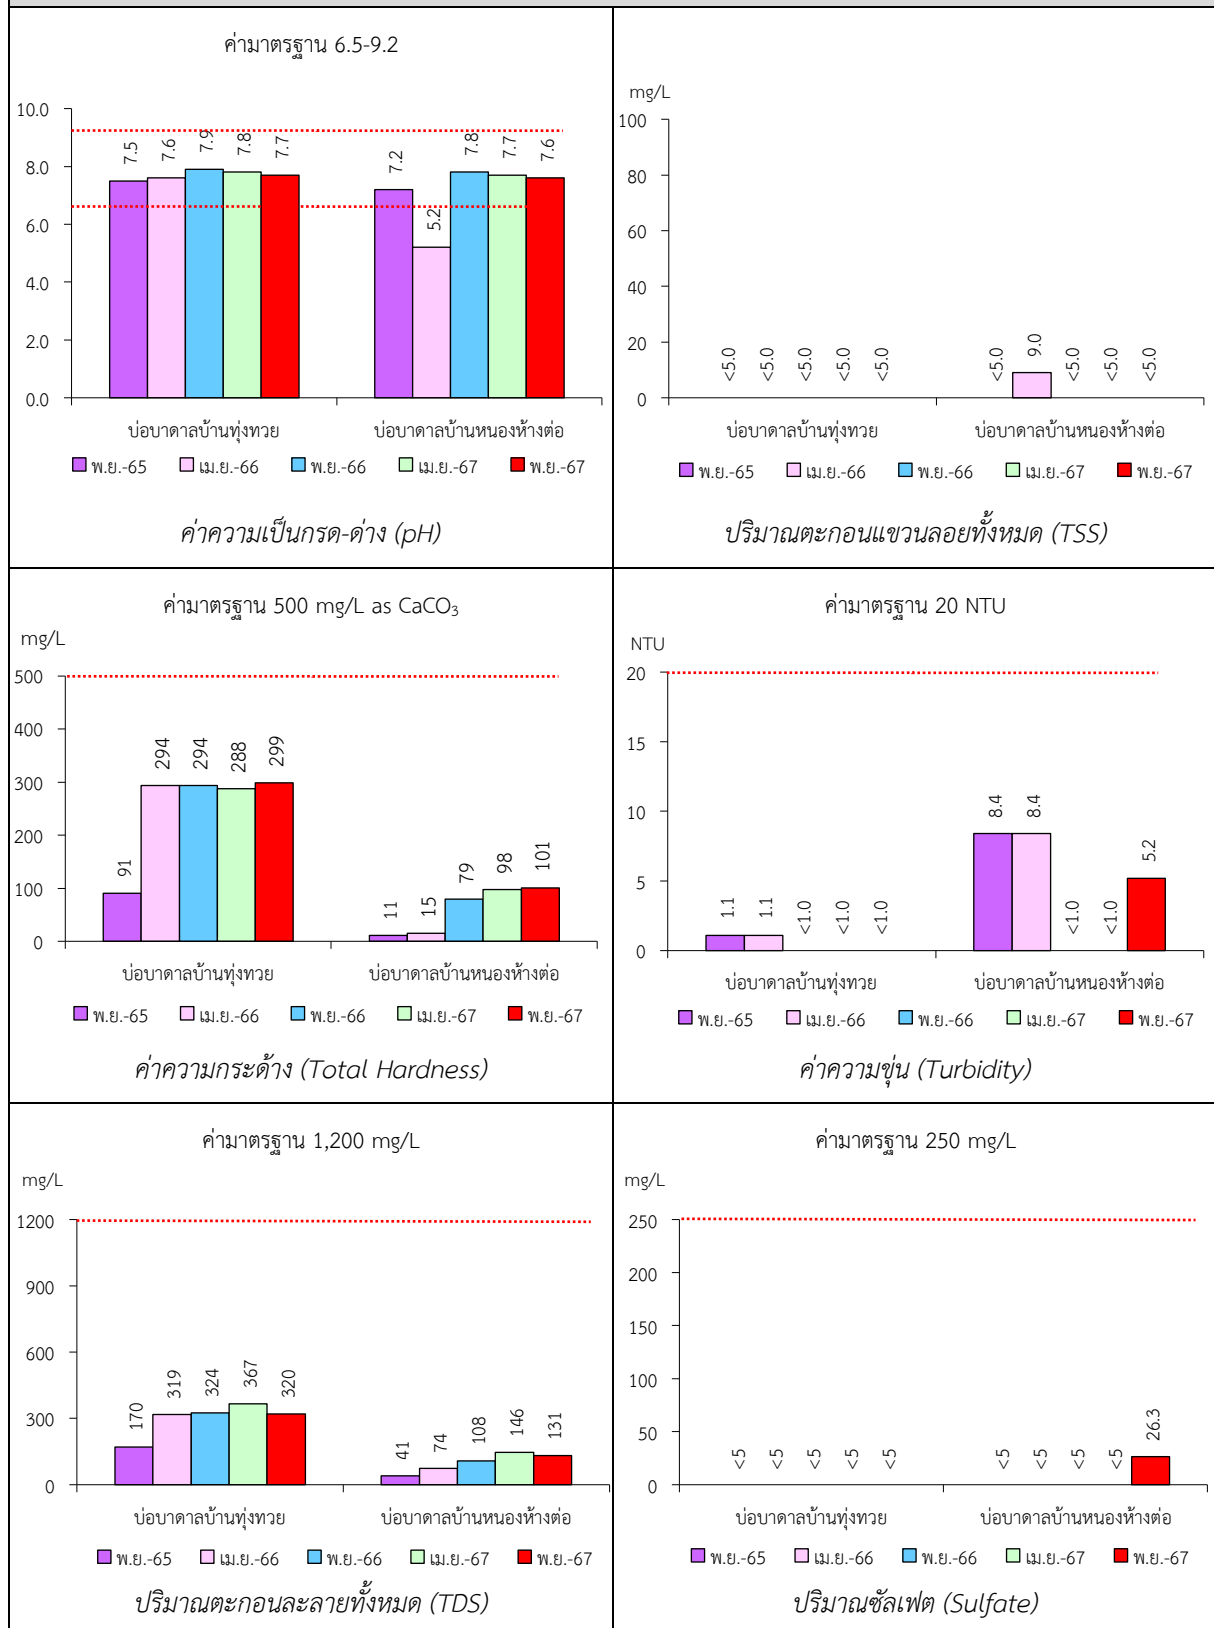 ค่ามาตรฐาน 6.5-9.2
10.0
8.0
6.0
4.0
2.0
0.0
7.5
7.6
7.9
7.8
7.7
7.2
5.2
7.8
7.7
7.6
บ่อบาดาลบ้านทุ่งทวย
บ่อบาดาลบ้านหนองห้างต่อ
พ.ย.-65 เม.ย.-66 พ.ย.-66 เม.ย.-67 พ.ย.-67
ค่าความเป็นกรด-ด่าง (pH)
mg/L
100
80
60
40
20
0
<5.0
<5.0
<5.0
<5.0
<5.0
<5.0
9.0
<5.0
<5.0
<5.0
บ่อบาดาลบ้านทุ่งทวย
บ่อบาดาลบ้านหนองห้างต่อ
พ.ย.-65 เม.ย.-66 พ.ย.-66 เม.ย.-67 พ.ย.-67
ปริมาณตะกอนแขวนลอยทั้งหมด (TSS)
ค่ามาตรฐาน 500 mg/L as CaCO₃
mg/L
500
400
300
200
100
0
91
294
294
288
299
11
15
79
98
101
บ่อบาดาลบ้านทุ่งทวย
บ่อบาดาลบ้านหนองห้างต่อ
พ.ย.-65 เม.ย.-66 พ.ย.-66 เม.ย.-67 พ.ย.-67
ค่าความกระด้าง (Total Hardness)
ค่ามาตรฐาน 20 NTU
NTU
20
15
10
5
0
1.1
1.1
<1.0
<1.0
<1.0
8.4
8.4
<1.0
<1.0
5.2
บ่อบาดาลบ้านทุ่งทวย
บ่อบาดาลบ้านหนองห้างต่อ
พ.ย.-65 เม.ย.-66 พ.ย.-66 เม.ย.-67 พ.ย.-67
ค่าความขุ่น (Turbidity)
ค่ามาตรฐาน 1,200 mg/L
mg/L
1200
900
600
300
0
170
319
324
367
320
41
74
108
146
131
บ่อบาดาลบ้านทุ่งทวย
บ่อบาดาลบ้านหนองห้างต่อ
พ.ย.-65 เม.ย.-66 พ.ย.-66 เม.ย.-67 พ.ย.-67
ปริมาณตะกอนละลายทั้งหมด (TDS)
ค่ามาตรฐาน 250 mg/L
mg/L
250
200
150
100
50
0
<5
<5
<5
<5
<5
<5
<5
<5
<5
26.3
บ่อบาดาลบ้านทุ่งทวย
บ่อบาดาลบ้านหนองห้างต่อ
พ.ย.-65 เม.ย.-66 พ.ย.-66 เม.ย.-67 พ.ย.-67
ปริมาณซัลเฟต (Sulfate)